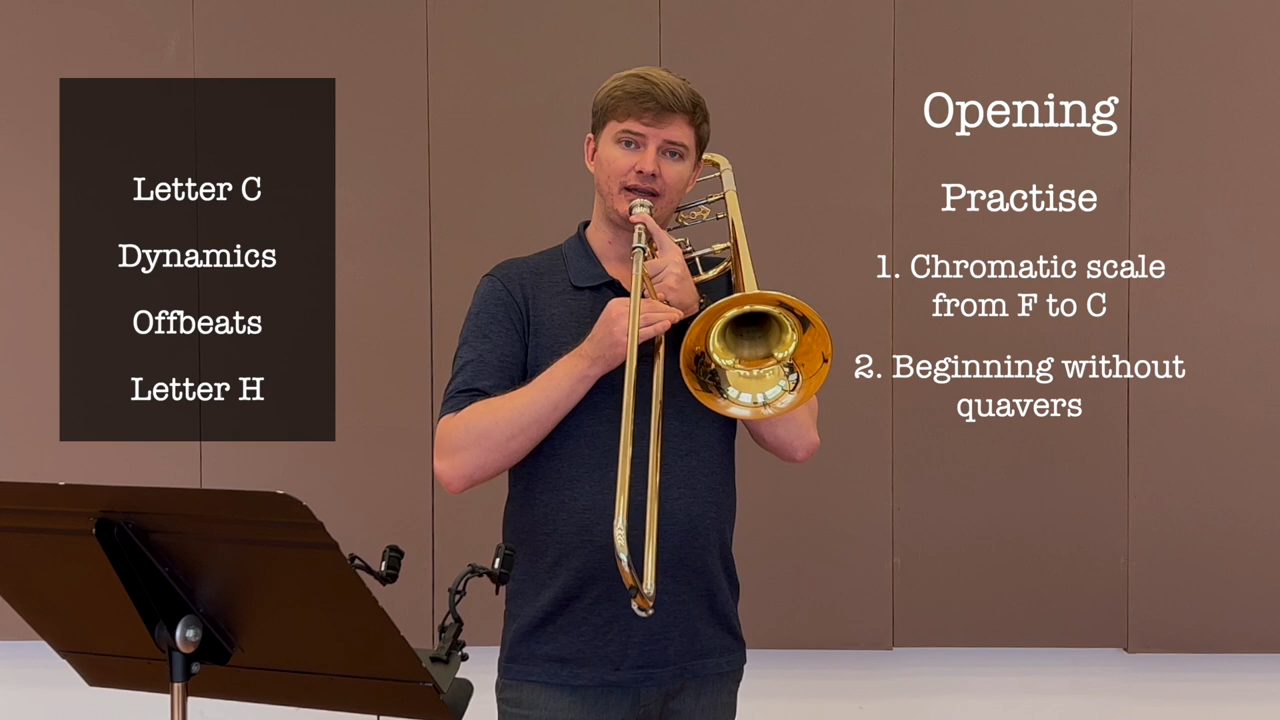 Letter C
Dynamics
Offbeats
Letter H
Opening
Practise
1. Chromatic scale
from F to C
2. Beginning without
quavers